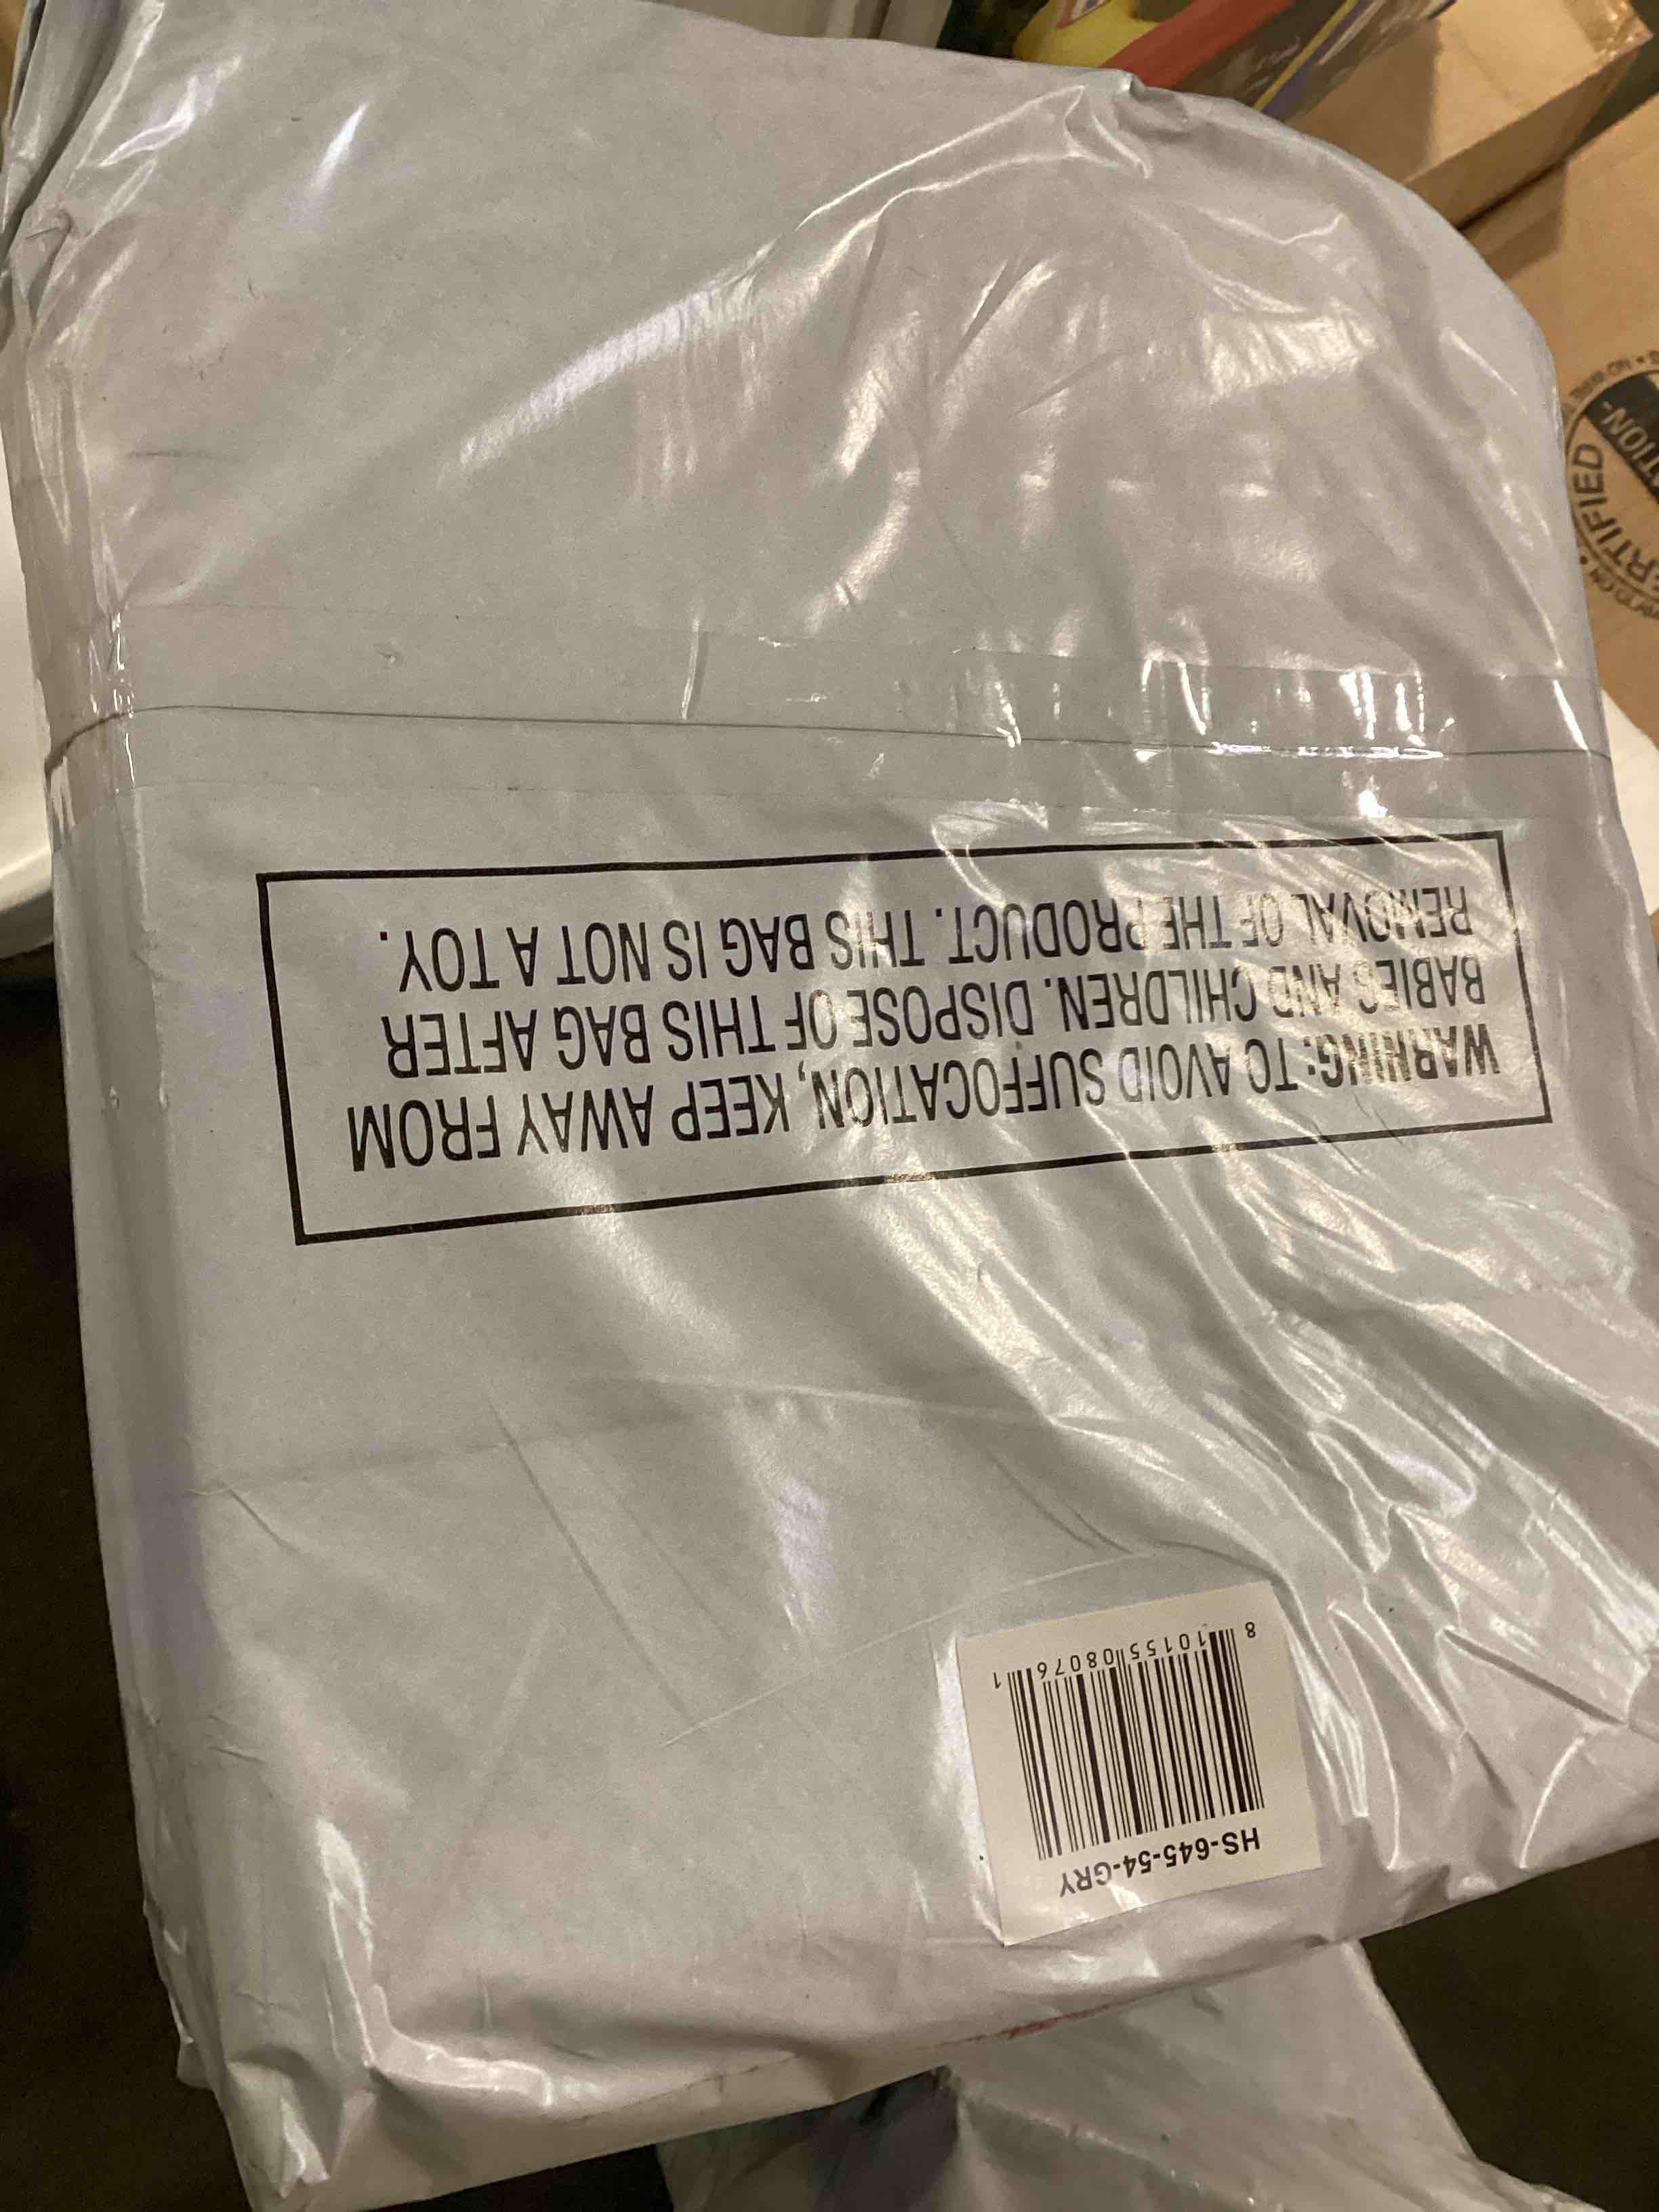 WARNING: TO AVOID SUFFOCATION, KEEP AWAY FROM
BABIES AND CHILDREN. DISPOSE OF THIS BAG AFTER
REMOVAL OF THE PRODUCT. THIS BAG IS NOT A TOY.
HS-645-54-GRY
8 10155 08076 1